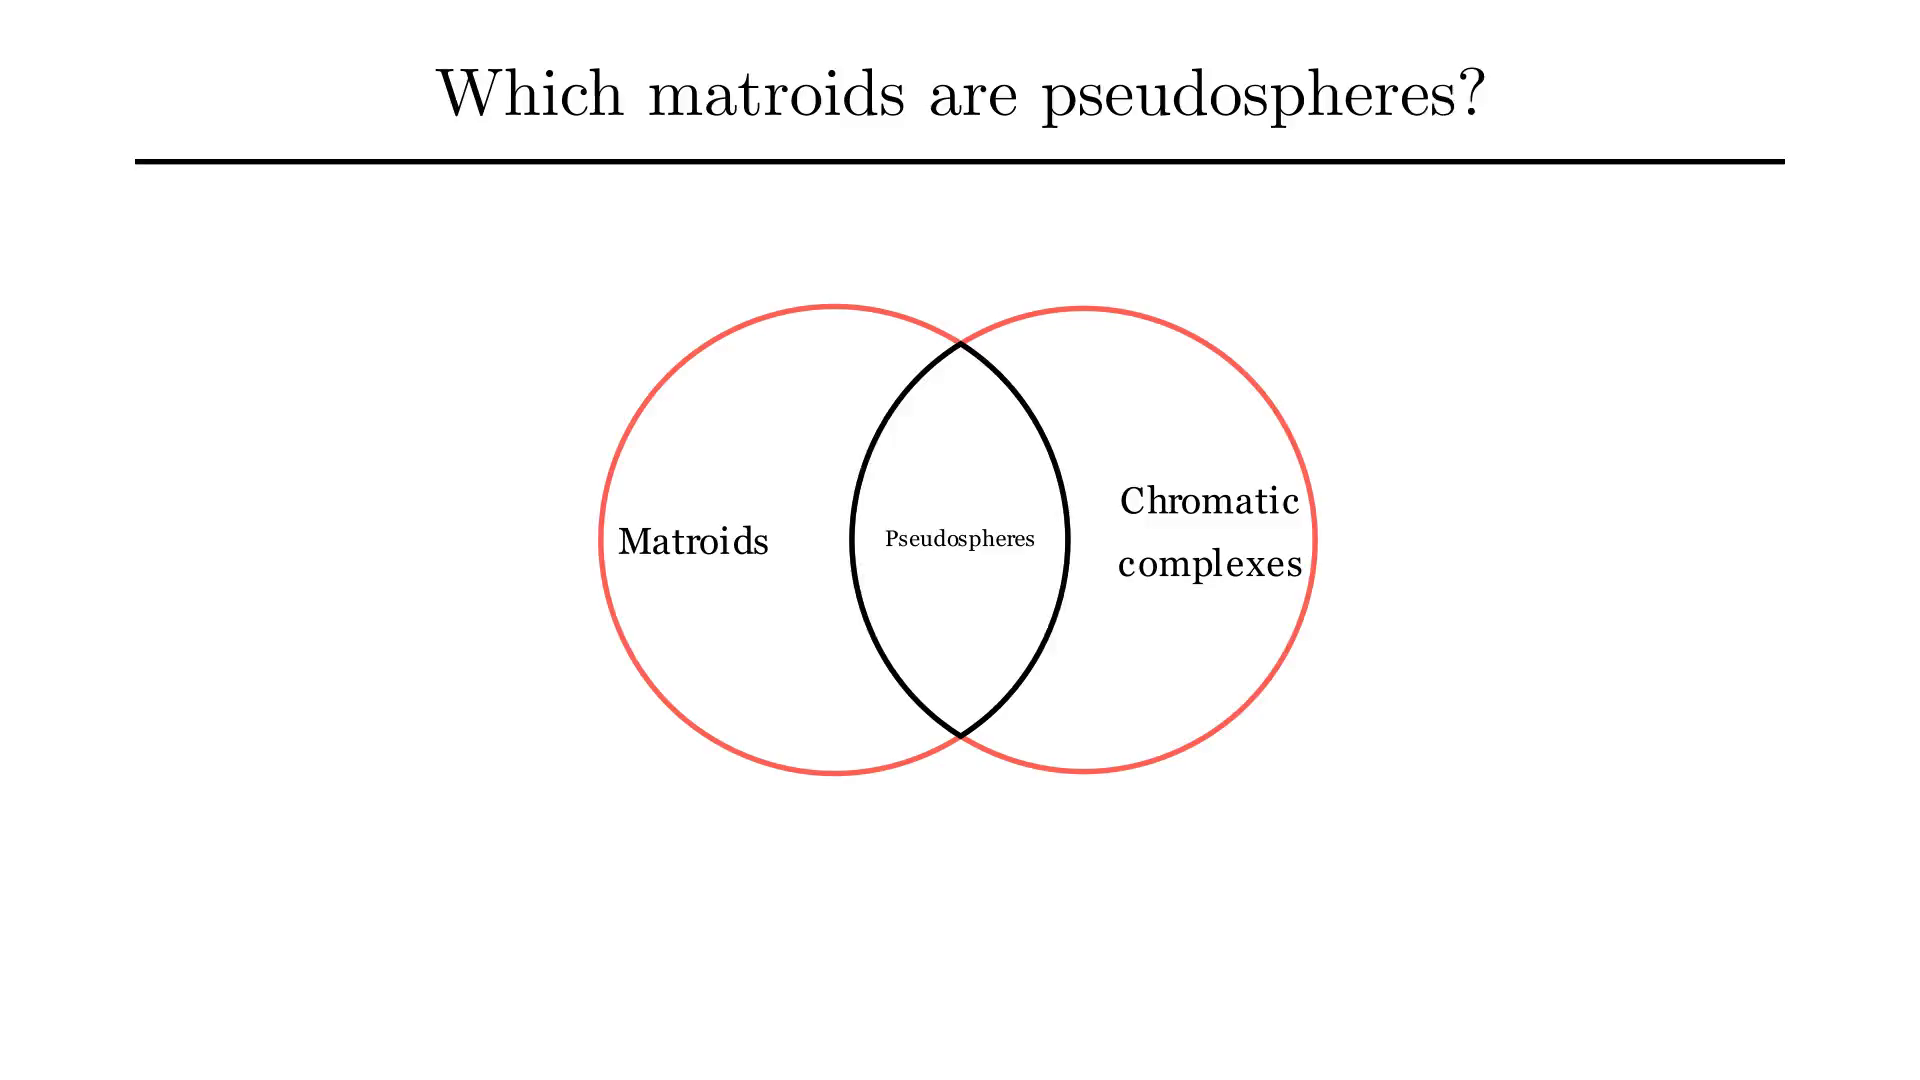 Which matroids are pseudospheres?
Matroids
Pseudospheres
Chromatic
complexes